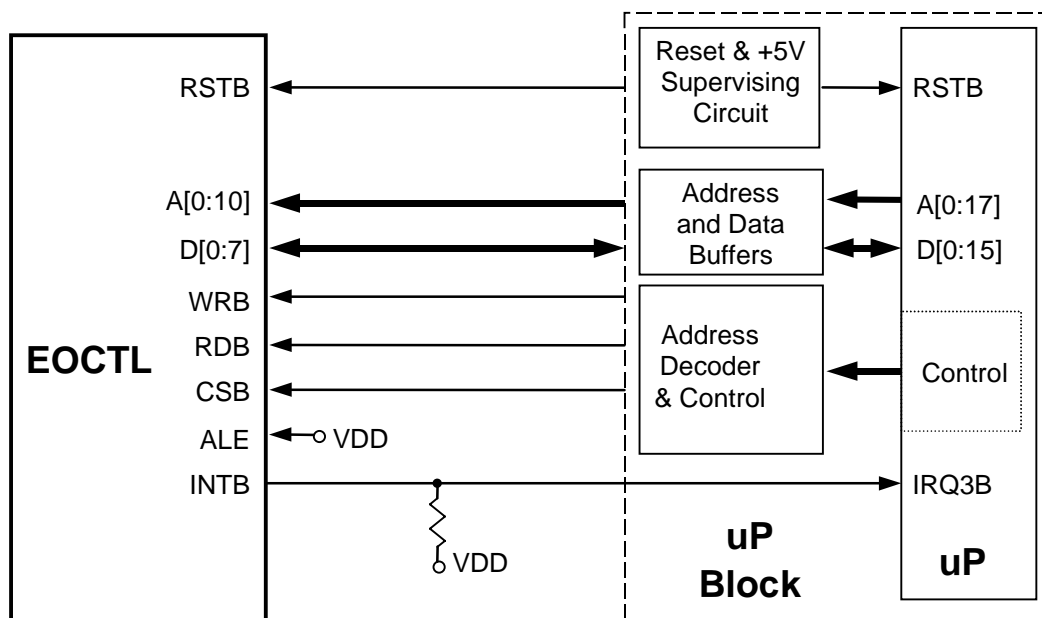 RSTB
A[0:10]
D[0:7]
WRB
RDB
CSB
ALE
INTB
EOCTL
VDD
VDD
Reset & +5V
Supervising
Circuit
Address
and Data
Buffers
Address
Decoder
& Control
uP
Block
RSTB
A[0:17]
D[0:15]
Control
IRQ3B
uP